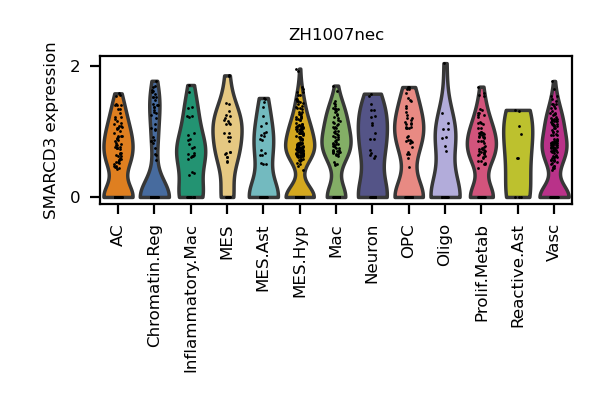 ZH1007nec
SMARCD3 expression
2
0
AC
Chromatin.Reg
Inflammatory.Mac
MES
MES.Ast
MES.Hyp
Mac
Neuron
OPC
Oligo
Prolif.Metab
Reactive.Ast
Vasc